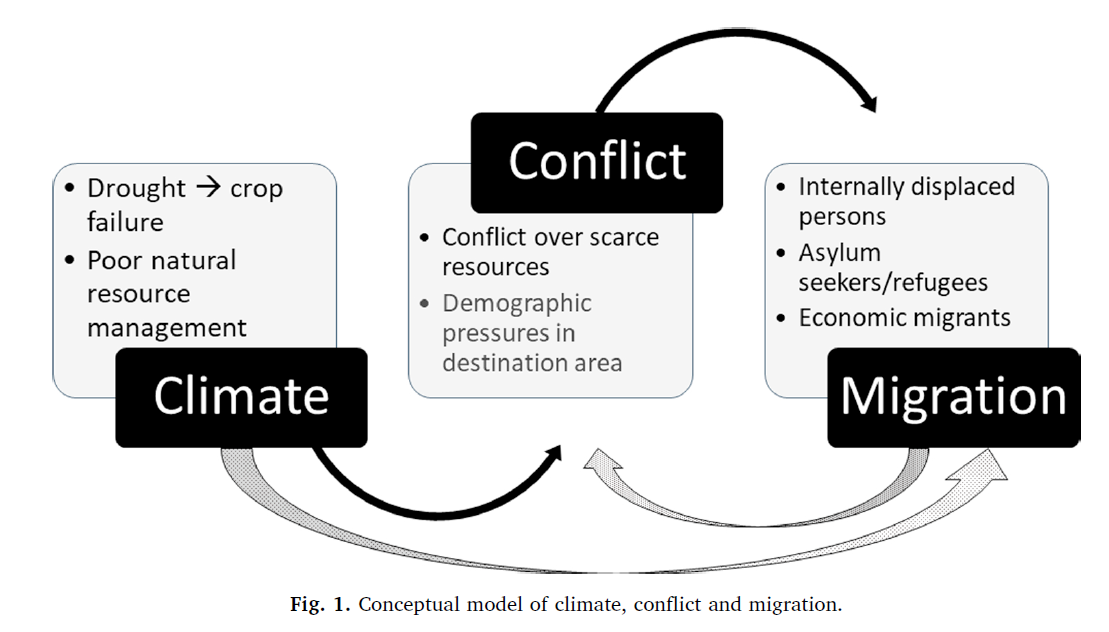 • Drought → crop
failure
• Poor natural
resource
management
Climate
Conflict
• Conflict over scarce
resources
• Demographic
pressures in
destination area
• Internally displaced
persons
• Asylum
seekers/refugees
• Economic migrants
Migration
Fig. 1. Conceptual model of climate, conflict and migration.